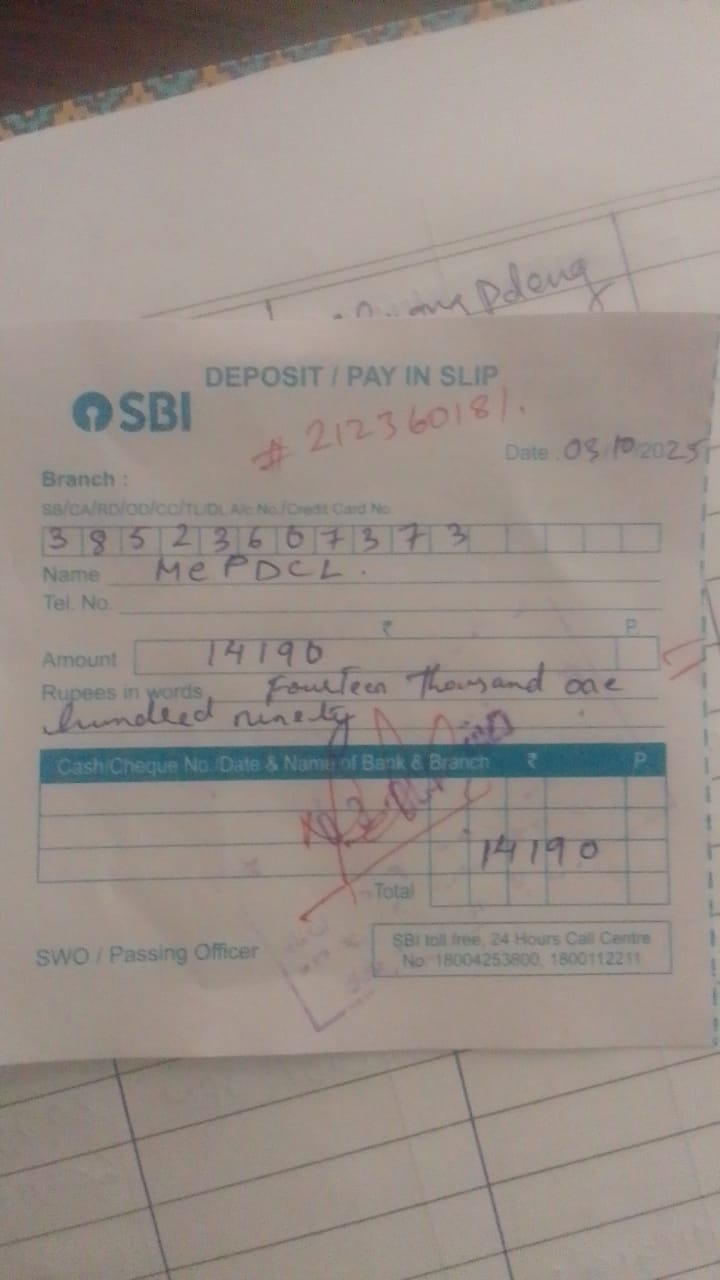 Pdeng
DEPOSIT / PAY IN SLIP
SBI
# 212360181.
Date : 03/10/2025
Branch :
SB/CA/RD/OD/CC/TL/DL A/c No./Credit Card No.
3 8 5 2 3 6 0 7 3 7 3
Name MePDCL.
Tel. No.
₹ P.
Amount 14190
Rupees in words Fourteen Thousand one
hundred ninety
Cash/Cheque No./Date & Name of Bank & Branch ₹ P.
14190
Total
SWO / Passing Officer
SBI toll free, 24 Hours Call Centre
No. 18004253800, 1800112211